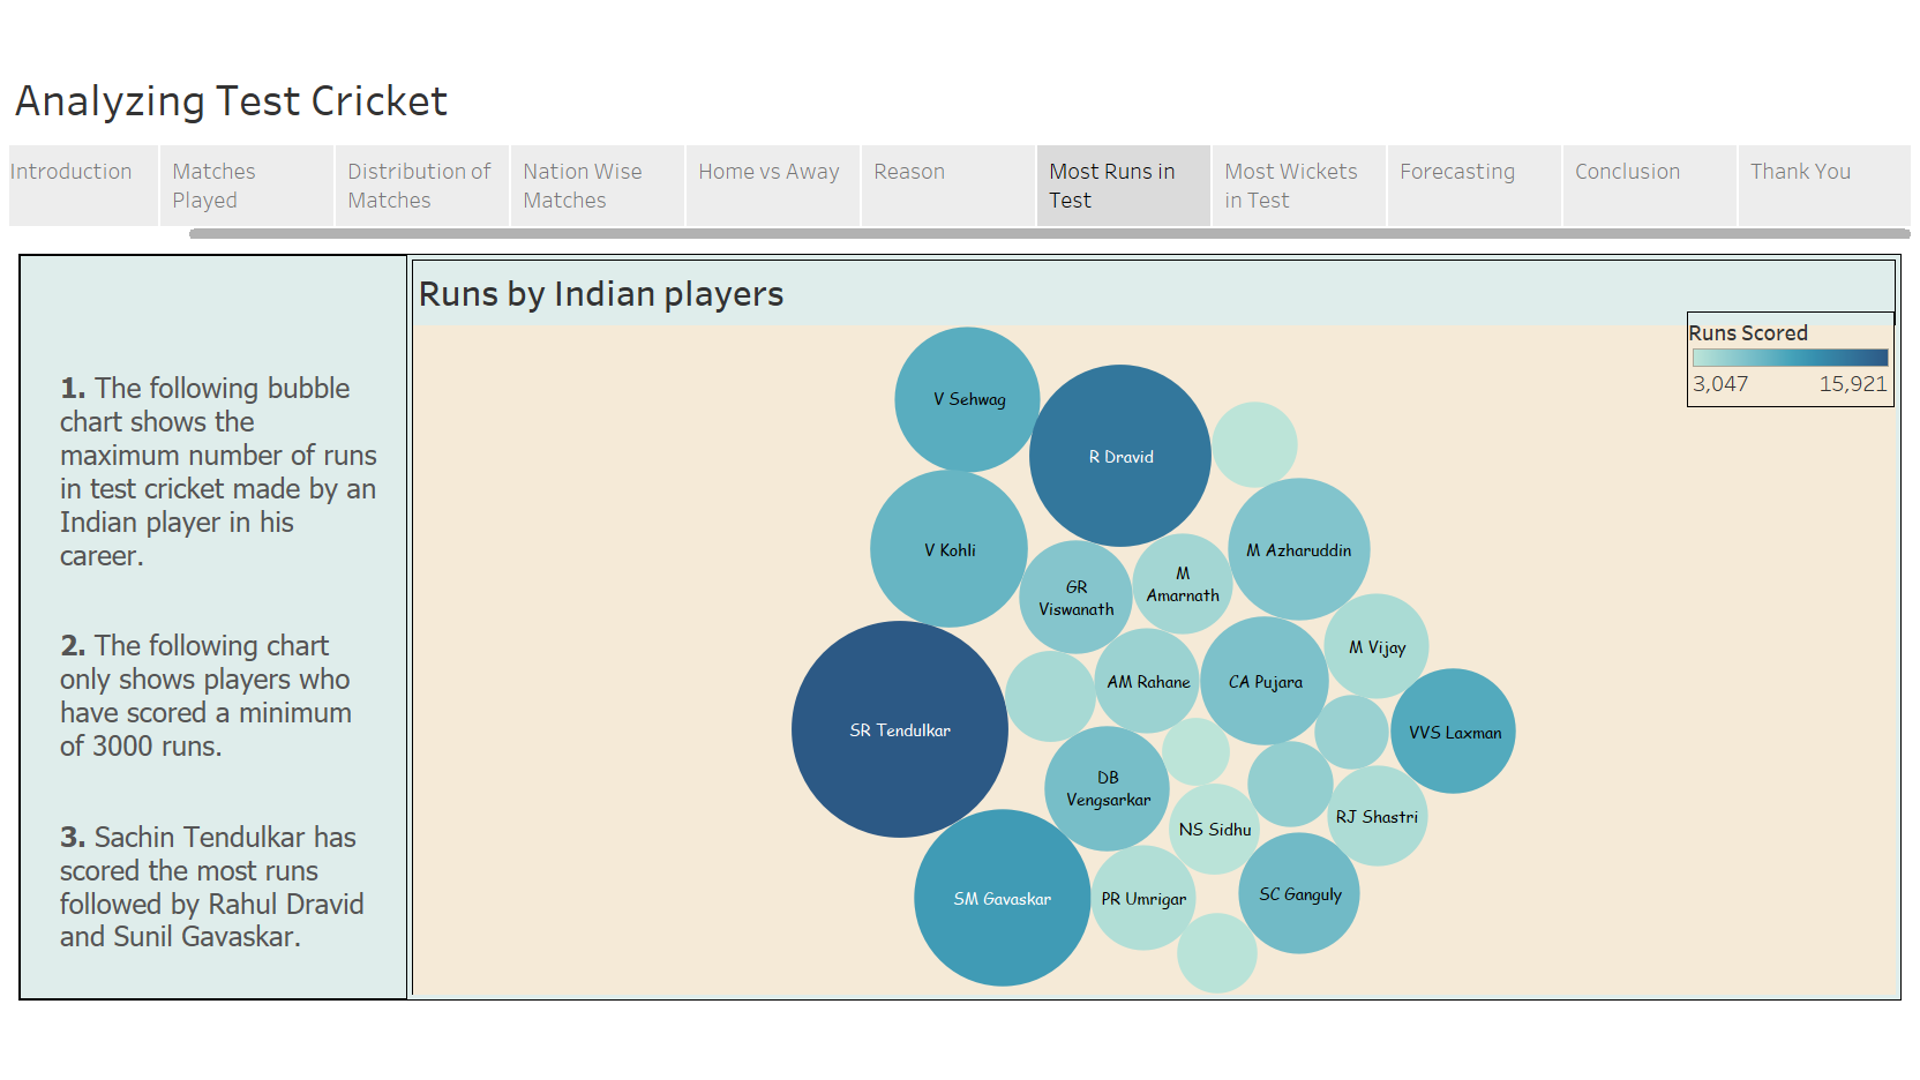 Analyzing Test Cricket
Introduction
Matches
Played
Distribution of
Matches
Nation Wise
Matches
Home vs Away
Reason
Most Runs in
Test
Most Wickets
in Test
Forecasting
Conclusion
Thank You
1. The following bubble
chart shows the
maximum number of runs
in test cricket made by an
Indian player in his
career.
2. The following chart
only shows players who
have scored a minimum
of 3000 runs.
3. Sachin Tendulkar has
scored the most runs
followed by Rahul Dravid
and Sunil Gavaskar.
Runs by Indian players
Runs Scored
3,047 15,921
V Sehwag
R Dravid
V Kohli
M Azharuddin
GR
Viswanath
M
Amarnath
M Vijay
AM Rahane
CA Pujara
SR Tendulkar
VVS Laxman
DB
Vengsarkar
NS Sidhu
RJ Shastri
SM Gavaskar
PR Umrigar
SC Ganguly